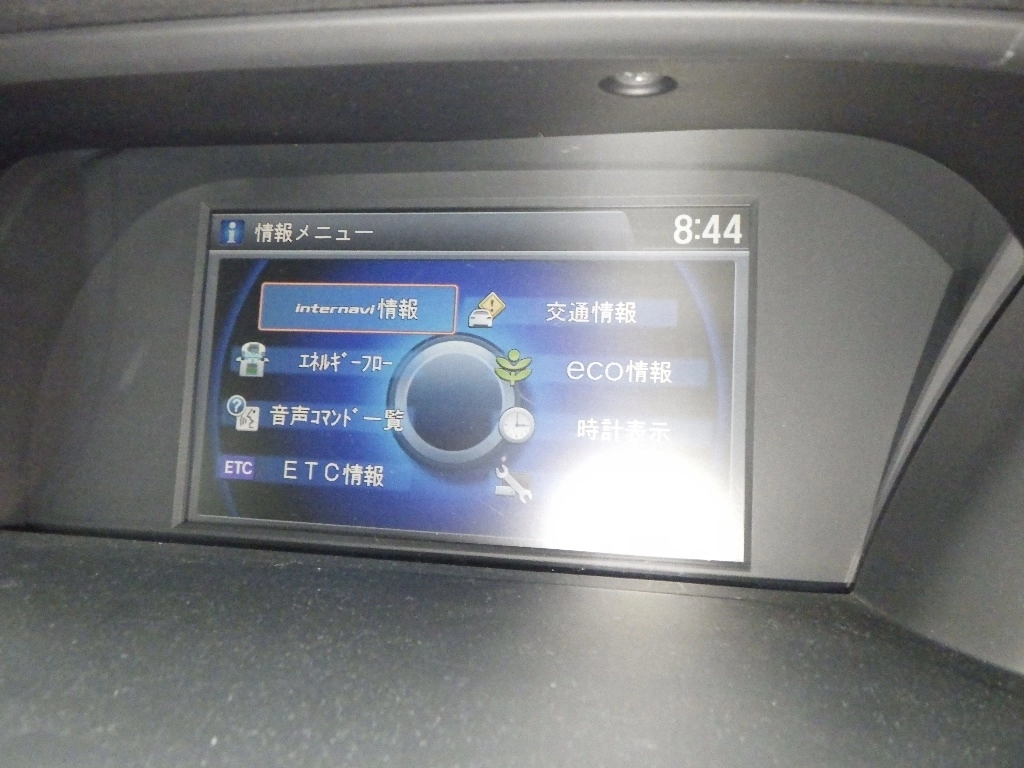 情報メニュー
8:44
internavi情報
交通情報
ｴﾈﾙｷﾞｰﾌﾛｰ
eco情報
音声ｺﾏﾝﾄﾞ一覧
時計表示
ETC
ＥＴＣ情報